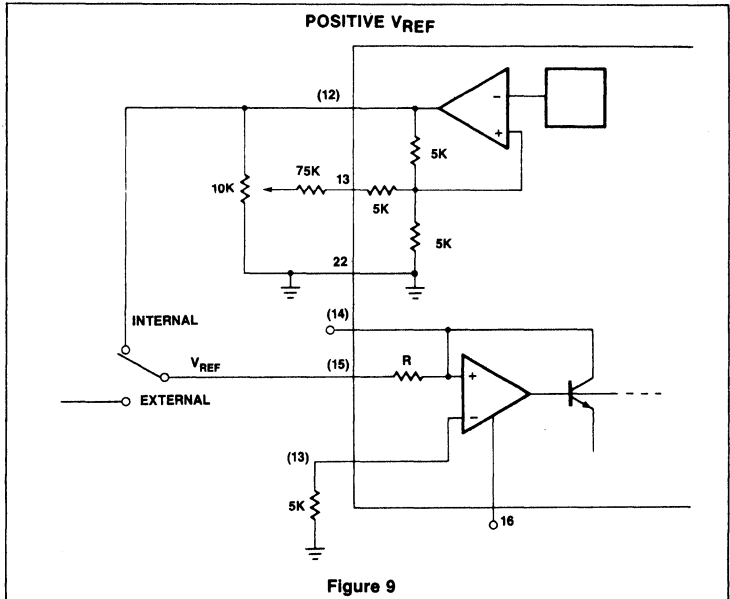 POSITIVE VREF
(12)
-
+
5K
75K
13
10K
5K
5K
22
(14)
INTERNAL
VREF
(15)
R
+
EXTERNAL
-
(13)
5K
16
Figure 9